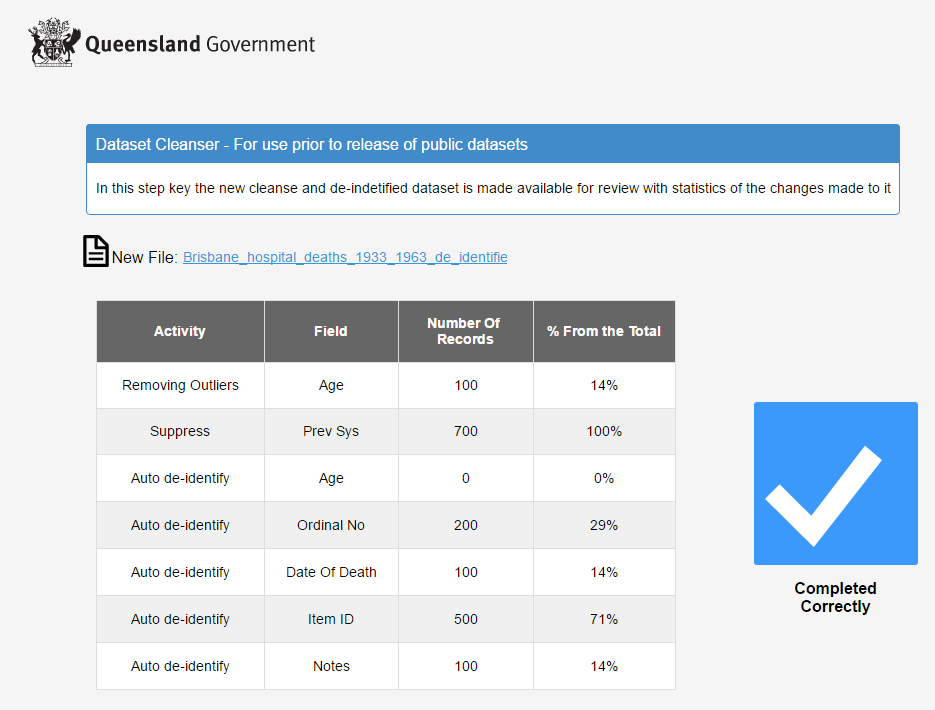 Queensland Government
Dataset Cleanser - For use prior to release of public datasets
In this step key the new cleanse and de-indetified dataset is made available for review with statistics of the changes made to it
New File: Brisbane_hospital_deaths_1933_1963_de_identifie
Activity Field Number Of Records % From the Total
Removing Outliers Age 100 14%
Suppress Prev Sys 700 100%
Auto de-identify Age 0 0%
Auto de-identify Ordinal No 200 29%
Auto de-identify Date Of Death 100 14%
Auto de-identify Item ID 500 71%
Auto de-identify Notes 100 14%
Completed
Correctly